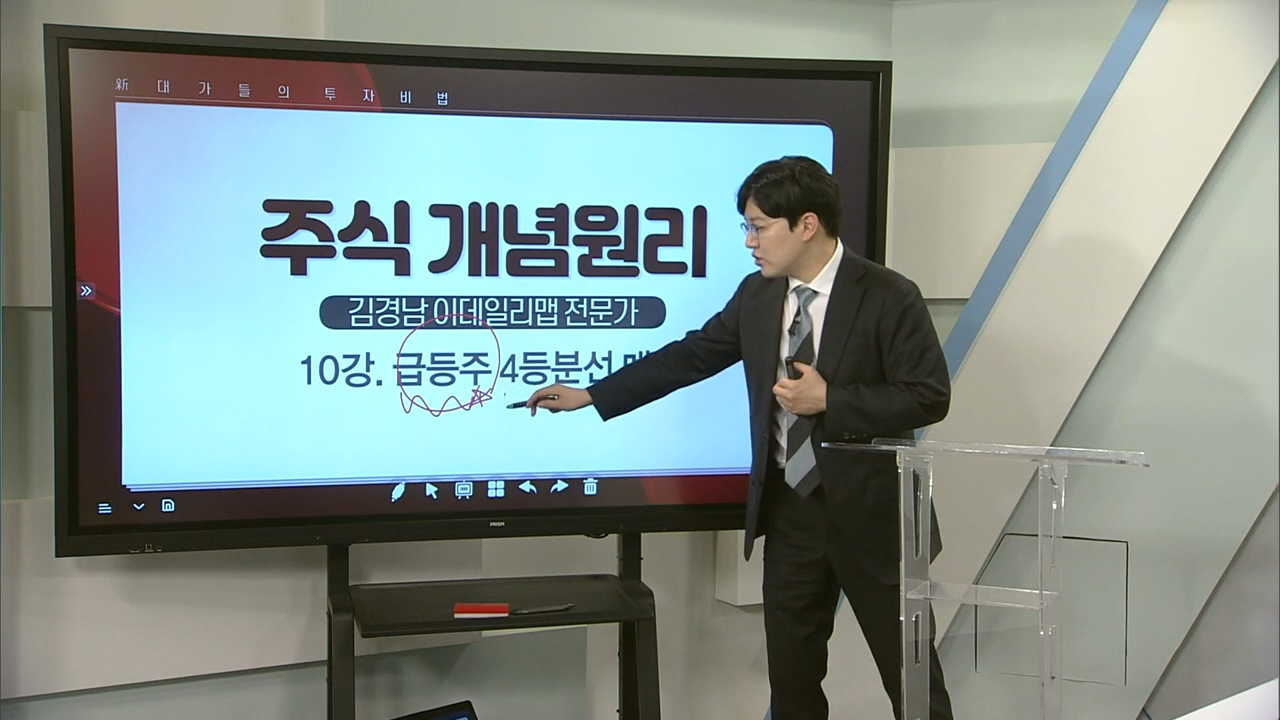 新 대 가 들 의 투 자 비 법
주식 개념원리
김경남 이데일리맵 전문가
10강. 급등주 4등분선
PRISM